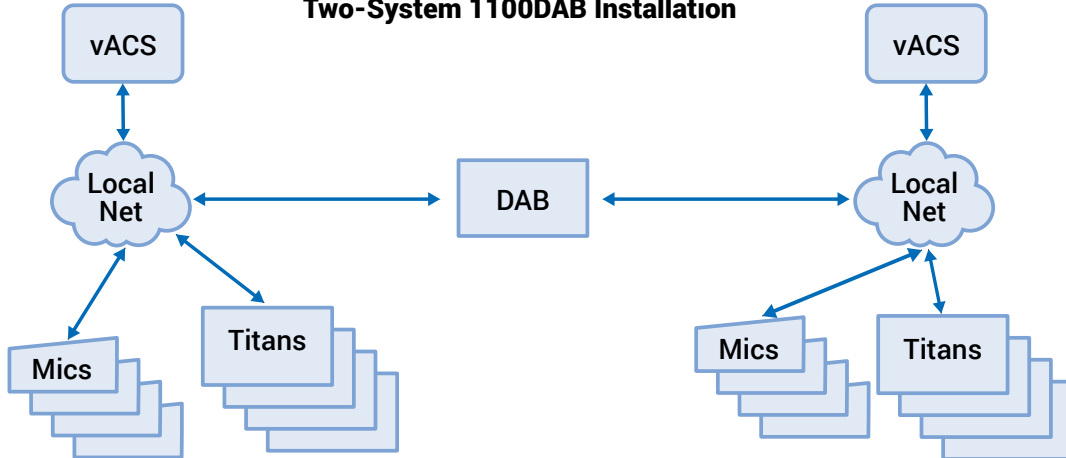 Two-System 1100DAB Installation
vACS
vACS
Local
Net
DAB
Local
Net
Mics
Titans
Mics
Titans